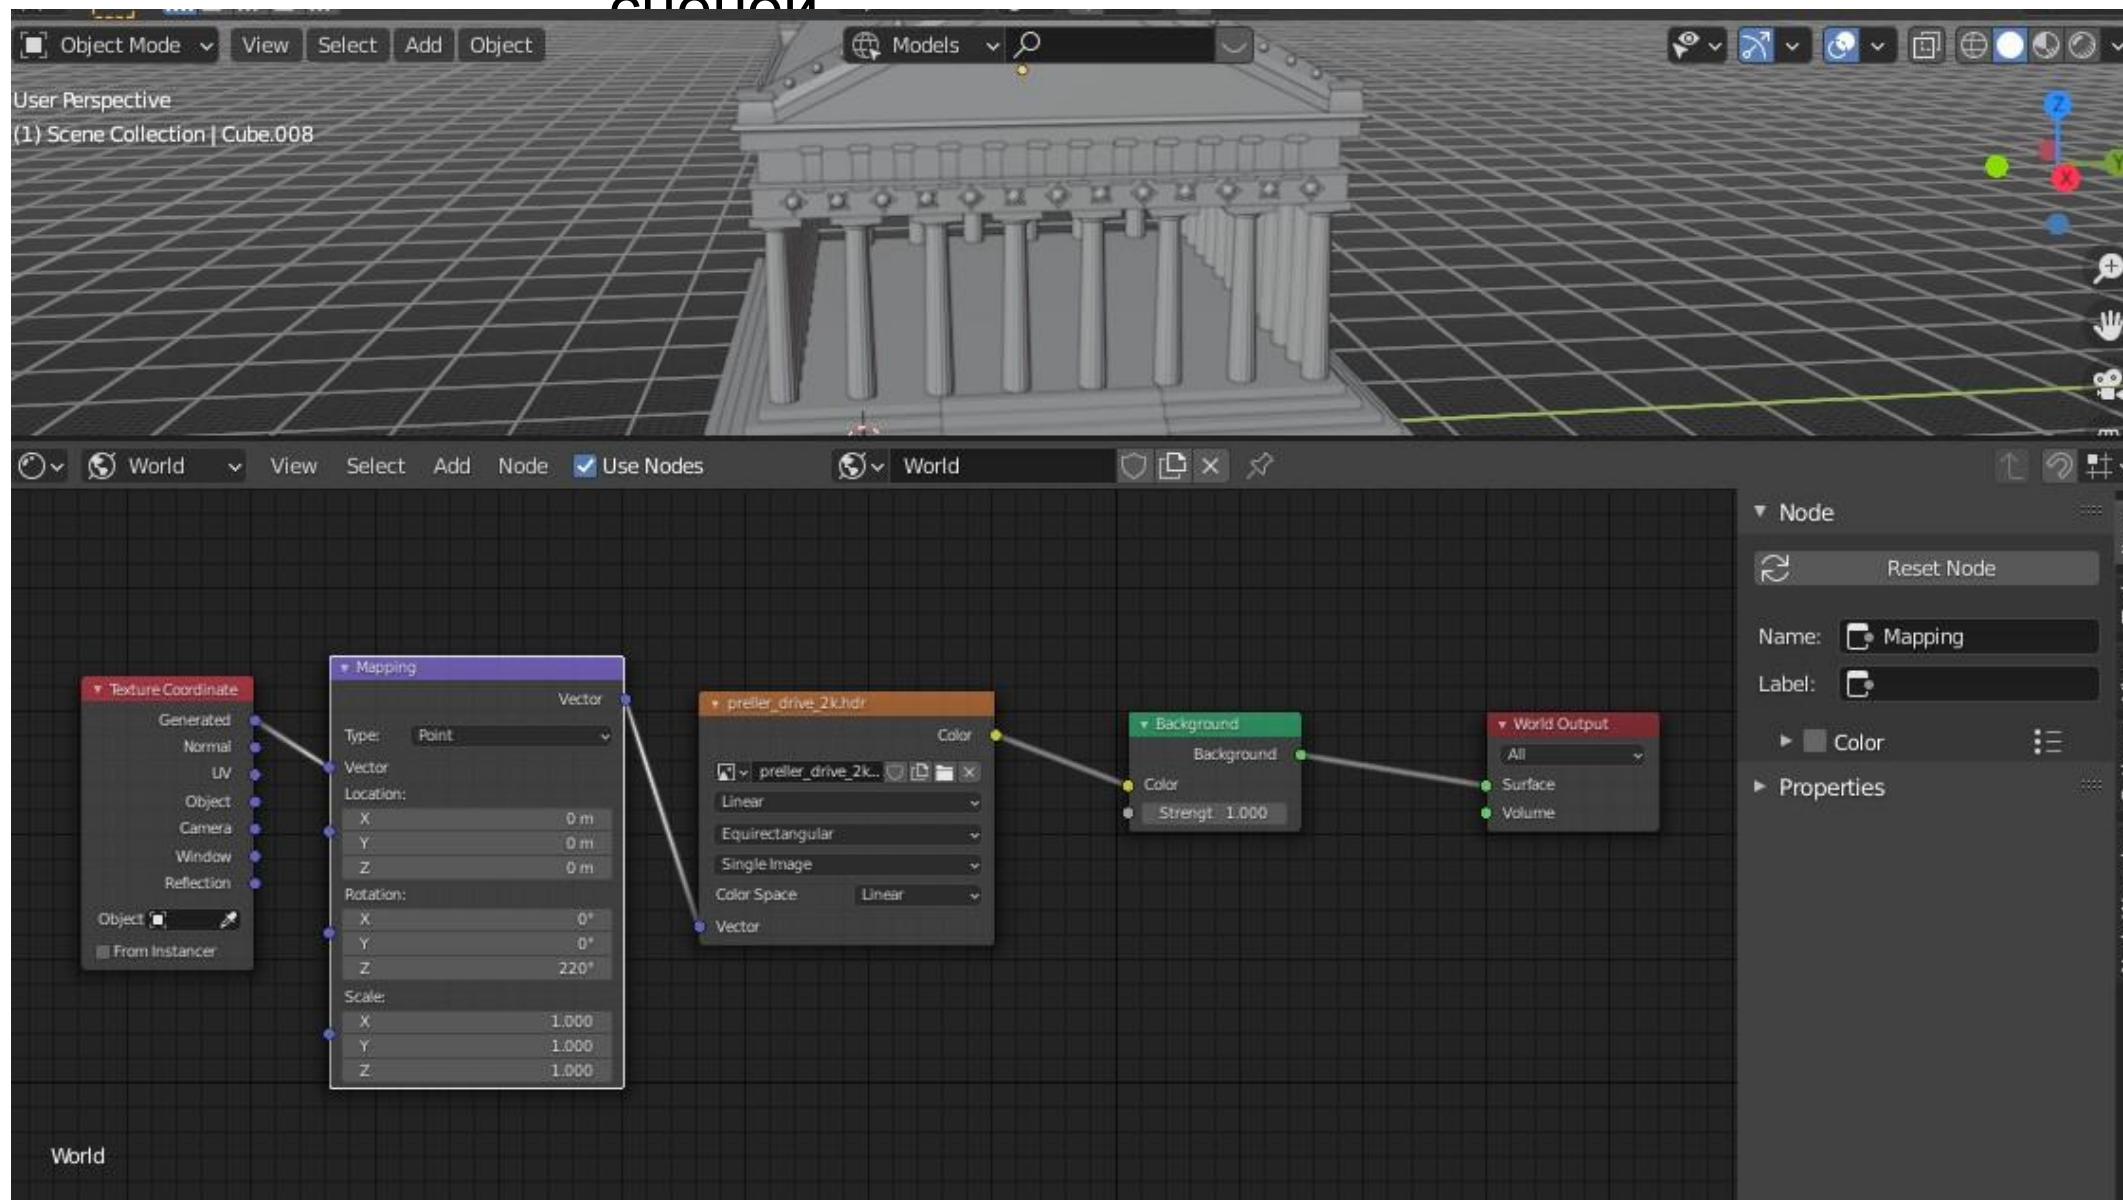 сценой
Object Mode View Select Add Object Models
User Perspective
(1) Scene Collection | Cube.008
Z
Y
X
World View Select Add Node Use Nodes World
Node
Reset Node
Name: Mapping
Label:
Color
Properties
Texture Coordinate
Generated
Normal
UV
Object
Camera
Window
Reflection
Object
From Instancer
Mapping
Vector
Type: Point
Vector
Location:
X 0 m
Y 0 m
Z 0 m
Rotation:
X 0°
Y 0°
Z 220°
Scale:
X 1.000
Y 1.000
Z 1.000
preller_drive_2k.hdr
Color
preller_drive_2k...
Linear
Equirectangular
Single Image
Color Space Linear
Vector
Background
Background
Color
Strengt 1.000
World Output
All
Surface
Volume
World